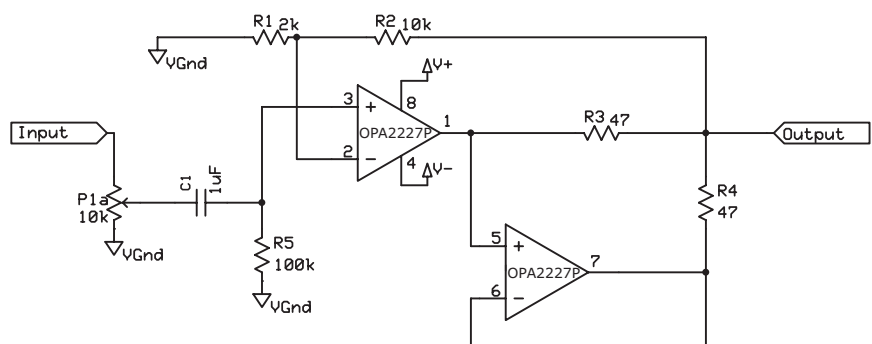 R1 2k
R2 10k
VGnd
V+
3
+
8
1
OPA2227P
R3 47
Input
Output
2
−
4
V−
C1
1uF
P1a
10k
R4
47
VGnd
R5
100k
5
+
7
OPA2227P
6
−
VGnd